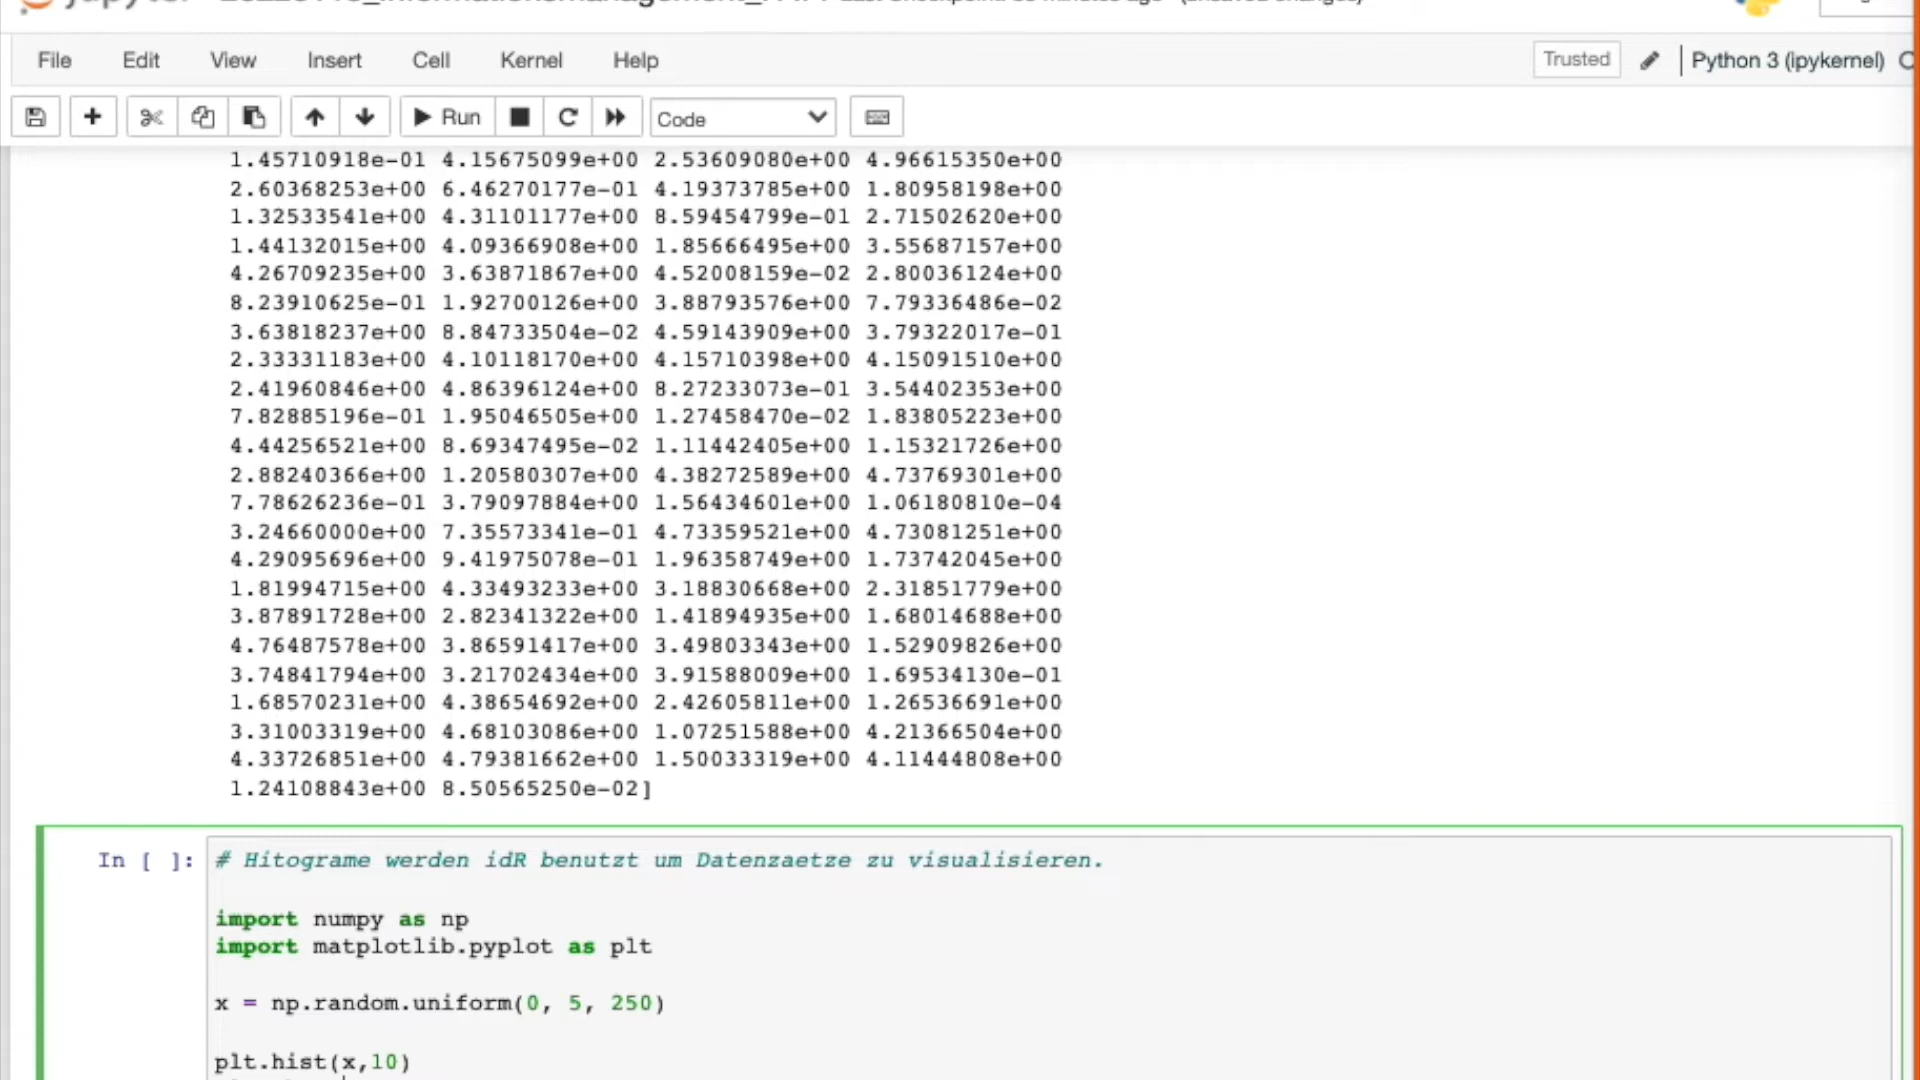 File Edit View Insert Cell Kernel Help Trusted Python 3 (ipykernel)
Run Code
1.45710918e-01 4.15675099e+00 2.53609080e+00 4.96615350e+00
2.60368253e+00 6.46270177e-01 4.19373785e+00 1.80958198e+00
1.32533541e+00 4.31101177e+00 8.59454799e-01 2.71502620e+00
1.44132015e+00 4.09366908e+00 1.85666495e+00 3.55687157e+00
4.26709235e+00 3.63871867e+00 4.52008159e-02 2.80036124e+00
8.23910625e-01 1.92700126e+00 3.88793576e+00 7.79336486e-02
3.63818237e+00 8.84733504e-02 4.59143909e+00 3.79322017e-01
2.33331183e+00 4.10118170e+00 4.15710398e+00 4.15091510e+00
2.41960846e+00 4.86396124e+00 8.27233073e-01 3.54402353e+00
7.82885196e-01 1.95046505e+00 1.27458470e-02 1.83805223e+00
4.44256521e+00 8.69347495e-02 1.11442405e+00 1.15321726e+00
2.88240366e+00 1.20580307e+00 4.38272589e+00 4.73769301e+00
7.78626236e-01 3.79097884e+00 1.56434601e+00 1.06180810e-04
3.24660000e+00 7.35573341e-01 4.73359521e+00 4.73081251e+00
4.29095696e+00 9.41975078e-01 1.96358749e+00 1.73742045e+00
1.81994715e+00 4.33493233e+00 3.18830668e+00 2.31851779e+00
3.87891728e+00 2.82341322e+00 1.41894935e+00 1.68014688e+00
4.76487578e+00 3.86591417e+00 3.49803343e+00 1.52909826e+00
3.74841794e+00 3.21702434e+00 3.91588009e+00 1.69534130e-01
1.68570231e+00 4.38654692e+00 2.42605811e+00 1.26536691e+00
3.31003319e+00 4.68103086e+00 1.07251588e+00 4.21366504e+00
4.33726851e+00 4.79381662e+00 1.50033319e+00 4.11444808e+00
1.24108843e+00 8.50565250e-02]
In [ ]: # Hitograme werden idR benutzt um Datenzaetze zu visualisieren.
import numpy as np
import matplotlib.pyplot as plt
x = np.random.uniform(0, 5, 250)
plt.hist(x,10)